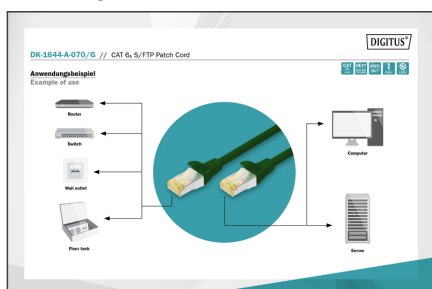 DIGITUS®
DK-1644-A-070/G // CAT 6A S/FTP Patch Cord
Anwendungsbeispiel
Example of use
Router
Switch
Wall outlet
Floor tank
Computer
Server